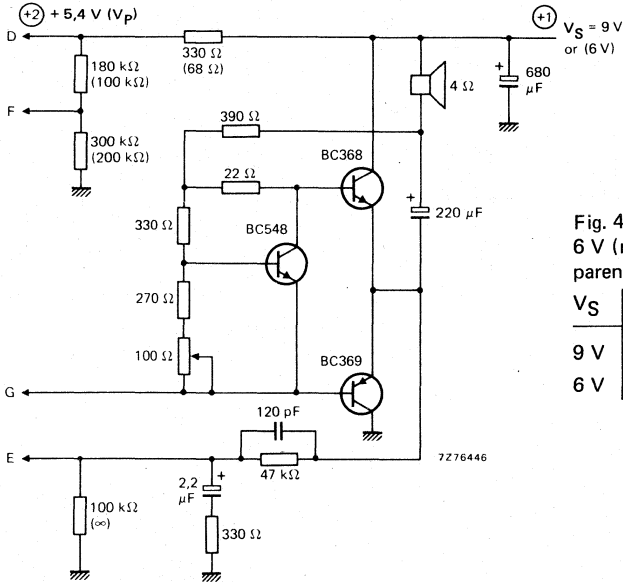 +2 + 5,4 V (Vp)
+1
VS = 9 V
or (6 V)
D
330 Ω
(68 Ω)
180 kΩ
(100 kΩ)
4 Ω
+
680
μF
F
390 Ω
300 kΩ
(200 kΩ)
BC368
22 Ω
+
220 μF
330 Ω
BC548
Fig. 4
6 V (
paren
VS
270 Ω
9 V
100 Ω
BC369
6 V
G
120 pF
E
7Z76446
2,2
μF
+
47 kΩ
100 kΩ
(∞)
330 Ω